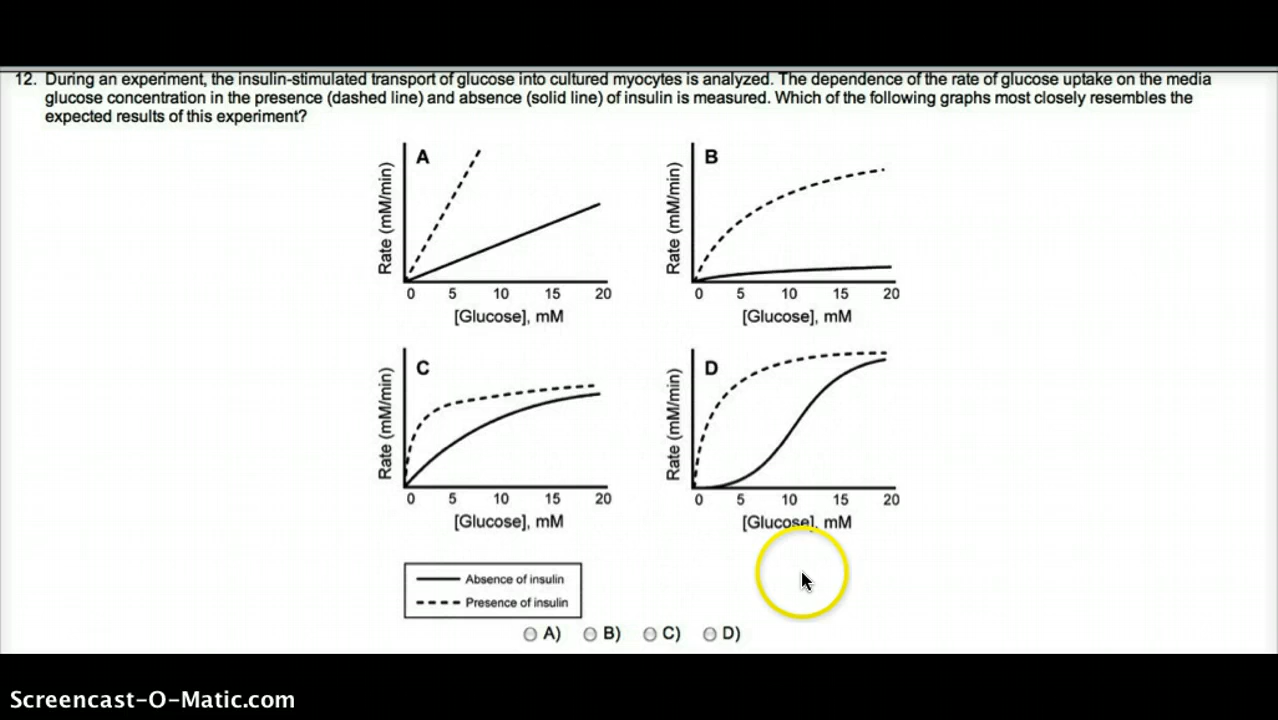 12. During an experiment, the insulin-stimulated transport of glucose into cultured myocytes is analyzed. The dependence of the rate of glucose uptake on the media
glucose concentration in the presence (dashed line) and absence (solid line) of insulin is measured. Which of the following graphs most closely resembles the
expected results of this experiment?
A
Rate (mM/min)
0 5 10 15 20
[Glucose], mM
B
Rate (mM/min)
0 5 10 15 20
[Glucose], mM
C
Rate (mM/min)
0 5 10 15 20
[Glucose], mM
D
Rate (mM/min)
0 5 10 15 20
[Glucose], mM
Absence of insulin
Presence of insulin
A) B) C) D)
Screencast-O-Matic.com